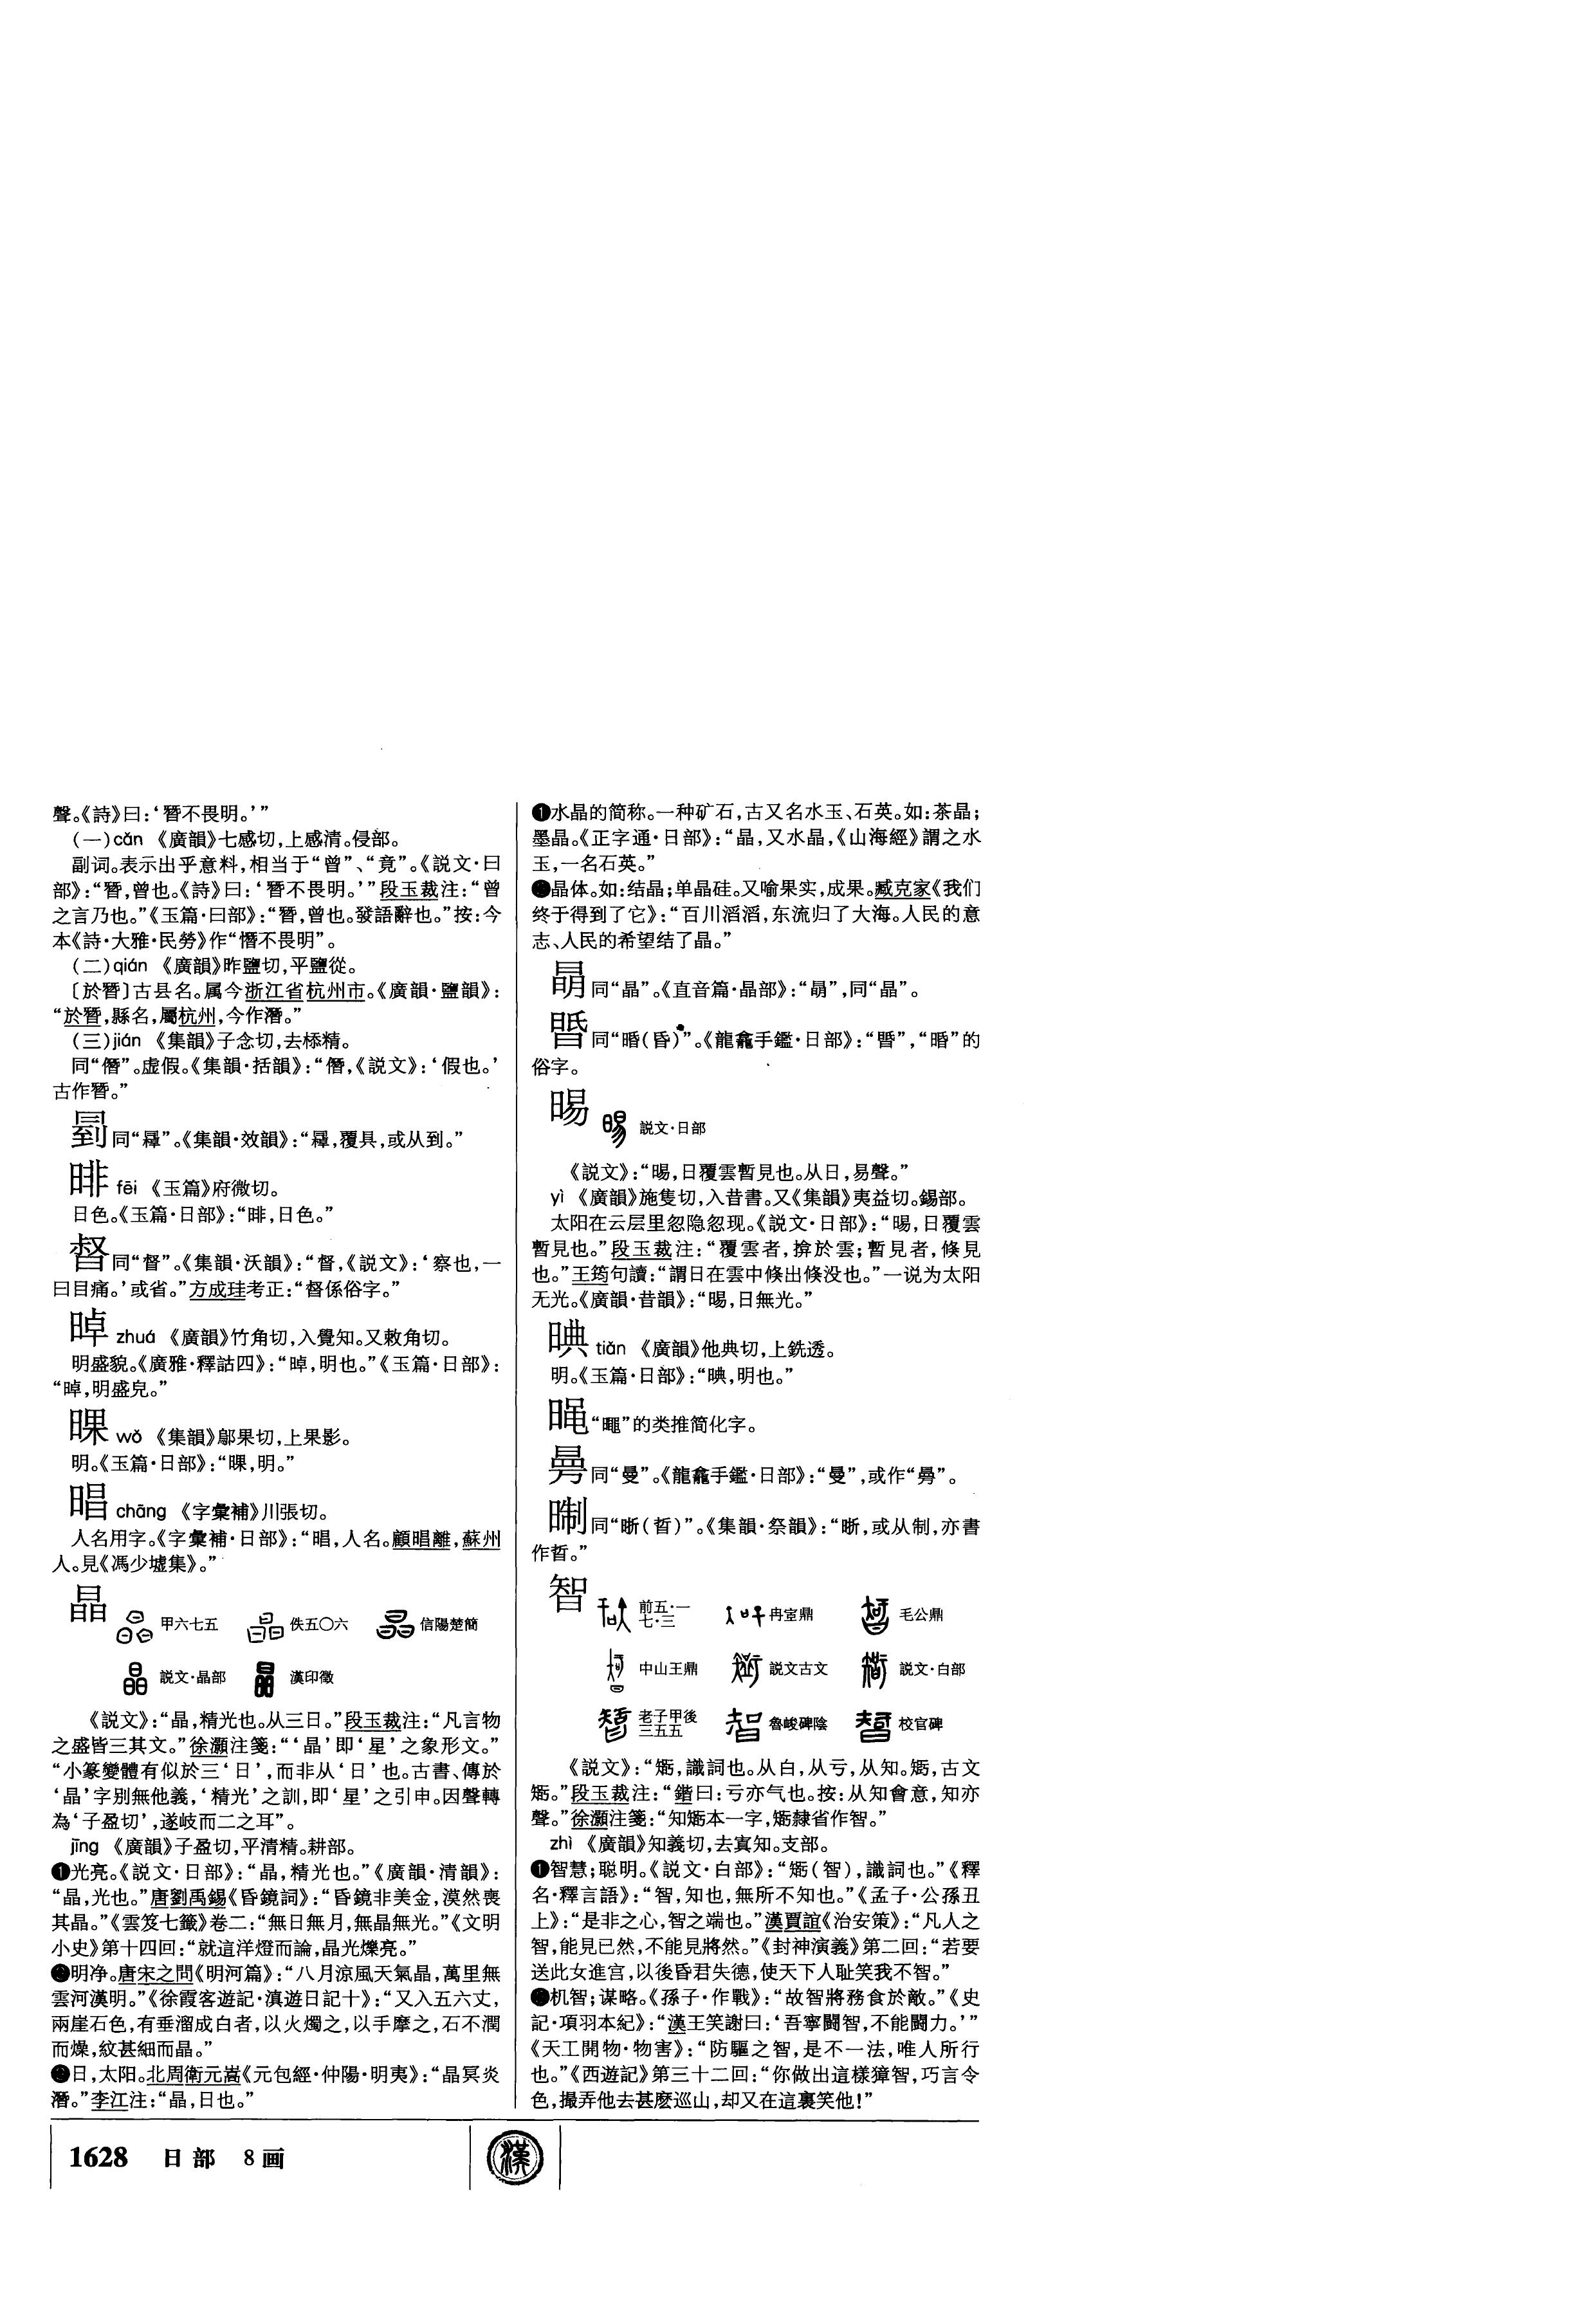 聲。《詩》曰：‘朁不畏明。’”
(一)cǎn 《廣韻》七感切，上感清。侵部。
副词。表示出乎意料，相当于“曾”、“竟”。《説文·曰
部》：“朁，曾也。《詩》曰：‘朁不畏明。’”段玉裁注：“曾
之言乃也。”《玉篇·曰部》：“朁，曾也。發語辭也。”按：今
本《詩·大雅·民勞》作“憯不畏明”。
(二)qián 《廣韻》昨鹽切，平鹽從。
〔於朁〕古县名。属今浙江省杭州市。《廣韻·鹽韻》：
“於朁，縣名，屬杭州，今作潛。”
(三)jián 《集韻》子念切，去㮇精。
同“僭”。虚假。《集韻·栝韻》：“僭，《説文》：‘假也。’
古作朁。”
同“罩”。《集韻·效韻》：“罩，覆具，或从到。”
暃 fēi 《玉篇》府微切。
日色。《玉篇·日部》：“暃，日色。”
同“督”。《集韻·沃韻》：“督，《説文》：‘察也，一
曰目痛。’或省。”方成珪考正：“係俗字。”
晫 zhuó 《廣韻》竹角切，入覺知。又敕角切。
明盛貌。《廣雅·釋詁四》：“晫，明也。”《玉篇·日部》：
“晫，明盛皃。”
䴹 wǒ 《集韻》鄔果切，上果影。
明。《玉篇·日部》：“，明。”
晿 chāng 《字彙補》川張切。
人名用字。《字彙補·日部》：“晿，人名。顧晿離，蘇州
人。見《馮少墟集》。”
晶 甲六七五 佚五〇六 信陽楚簡
説文·晶部 漢印徵
《説文》：“晶，精光也。从三日。”段玉裁注：“凡言物
之盛皆三其文。”徐灝注箋：“‘晶’即‘星’之象形文。”
“小篆變體有似於三‘日’，而非从‘日’也。古書、傳於
‘晶’字别無他義，‘精光’之訓，即‘星’之引申。因聲轉
為‘子盈切’，遂岐而二之耳”。
jīng 《廣韻》子盈切，平清精。耕部。
❶光亮。《説文·日部》：“晶，精光也。”《廣韻·清韻》：
“晶，光也。”唐劉禹錫《昏鏡詞》：“昏鏡非美金，漠然喪
其晶。”《雲笈七籤》卷二：“無日無月，無晶無光。”《文明
小史》第十四回：“就這洋燈而論，晶光爍亮。”
❷明净。唐宋之問《明河篇》：“八月涼風天氣晶，萬里無
雲河漢明。”《徐霞客遊記·滇遊日記十》：“又入五六丈，
兩崖石色，有垂溜成白者，以火燭之，以手摩之，石不潤
而燥，紋甚細而晶。”
❸日，太阳。北周衛元嵩《元包經·仲陽·明夷》：“晶冥炎
潛。”李江注：“晶，日也。”
❶水晶的简称。一种矿石，古又名水玉、石英。如：茶晶；
墨晶。《正字通·日部》：“晶，又水晶，《山海經》謂之水
玉，一名石英。”
❺晶体。如：结晶；单晶硅。又喻果实，成果。臧克家《我们
终于得到了它》：“百川滔滔，东流归了大海。人民的意
志、人民的希望结了晶。”
同“晶”。《直音篇·晶部》：“，同“晶”。
同“㬆(昏)”。《龍龕手鑑·日部》：“”，“”的
俗字。
晹 説文·日部
《説文》：“晹，日覆雲暫見也。从日，易聲。”
yì 《廣韻》施隻切，入昔書。又《集韻》夷益切。錫部。
太阳在云层里忽隐忽现。《説文·日部》：“晹，日覆雲
暫見也。”段玉裁注：“覆雲者，揜於雲；暫見者，倏見
也。”王筠句讀：“謂日在雲中倏出倏没也。”一说为太阳
无光。《廣韻·昔韻》：“晹，日無光。”
晪 tiǎn 《廣韻》他典切，上銑透。
明。《玉篇·日部》：“晪，明也。”
“”的类推简化字。
同“曼”。《龍龕手鑑·日部》：“曼”，或作“”。
同“晣(晢)”。《集韻·祭韻》：“晣，或从制，亦書
作晢。”
智 前五·一七·三 冉宔鼎 毛公鼎
中山王鼎 説文古文 説文·白部
老子甲後三五五 魯峻碑陰 校官碑
《説文》：“𥏼，識詞也。从白，从亏，从知。𥏼，古文
𥏼。”段玉裁注：“鍇曰：亏亦气也。按：从知會意，知亦
聲。”徐灝注箋：“知𥏼本一字，𥏼隸省作智。”
zhì 《廣韻》知義切，去寘知。支部。
❶智慧；聪明。《説文·白部》：“𥏼(智)，識詞也。”《釋
名·釋言語》：“智，知也，無所不知也。”《孟子·公孫丑
上》：“是非之心，智之端也。”漢賈誼《治安策》：“凡人之
智，能見已然，不能見將然。”《封神演義》第二回：“若要
送此女進宫，以後昏君失德，使天下人耻笑我不智。”
❷机智；谋略。《孫子·作戰》：“故智將務食於敵。”《史
記·項羽本紀》：“漢王笑謝曰：‘吾寧鬭智，不能鬭力。’”
《天工開物·物害》：“防驅之智，是不一法，唯人所行
也。”《西遊記》第三十二回：“你做出這樣獐智，巧言令
色，撮弄他去甚麽巡山，却又在這裏笑他！”
1628 日部 8画 漢